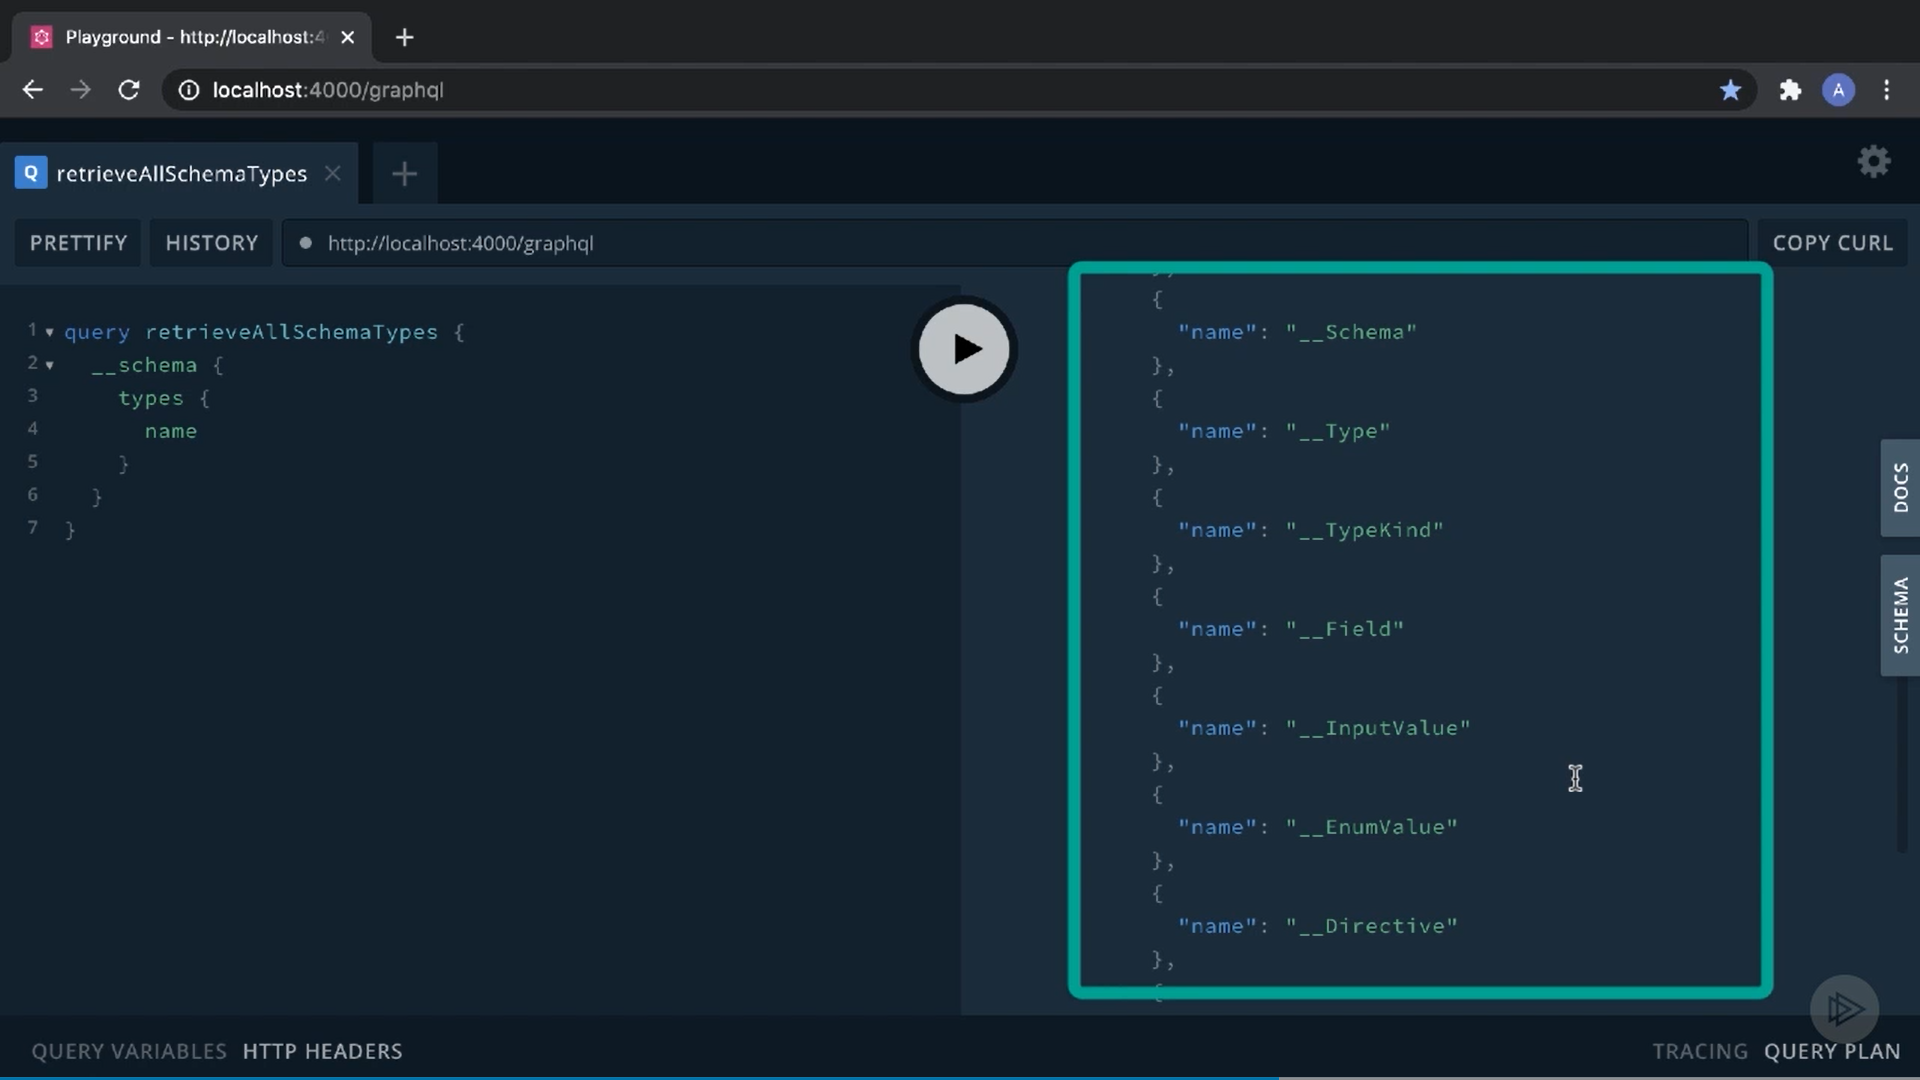 Playground - http://localhost:4
localhost:4000/graphql
A
Q retrieveAllSchemaTypes
PRETTIFY HISTORY http://localhost:4000/graphql COPY CURL
1 query retrieveAllSchemaTypes {
2 __schema {
3 types {
4 name
5 }
6 }
7 }
{
"name": "__Schema"
},
{
"name": "__Type"
},
{
"name": "__TypeKind"
},
{
"name": "__Field"
},
{
"name": "__InputValue"
},
{
"name": "__EnumValue"
},
{
"name": "__Directive"
},
DOCS
SCHEMA
QUERY VARIABLES HTTP HEADERS
TRACING QUERY PLAN